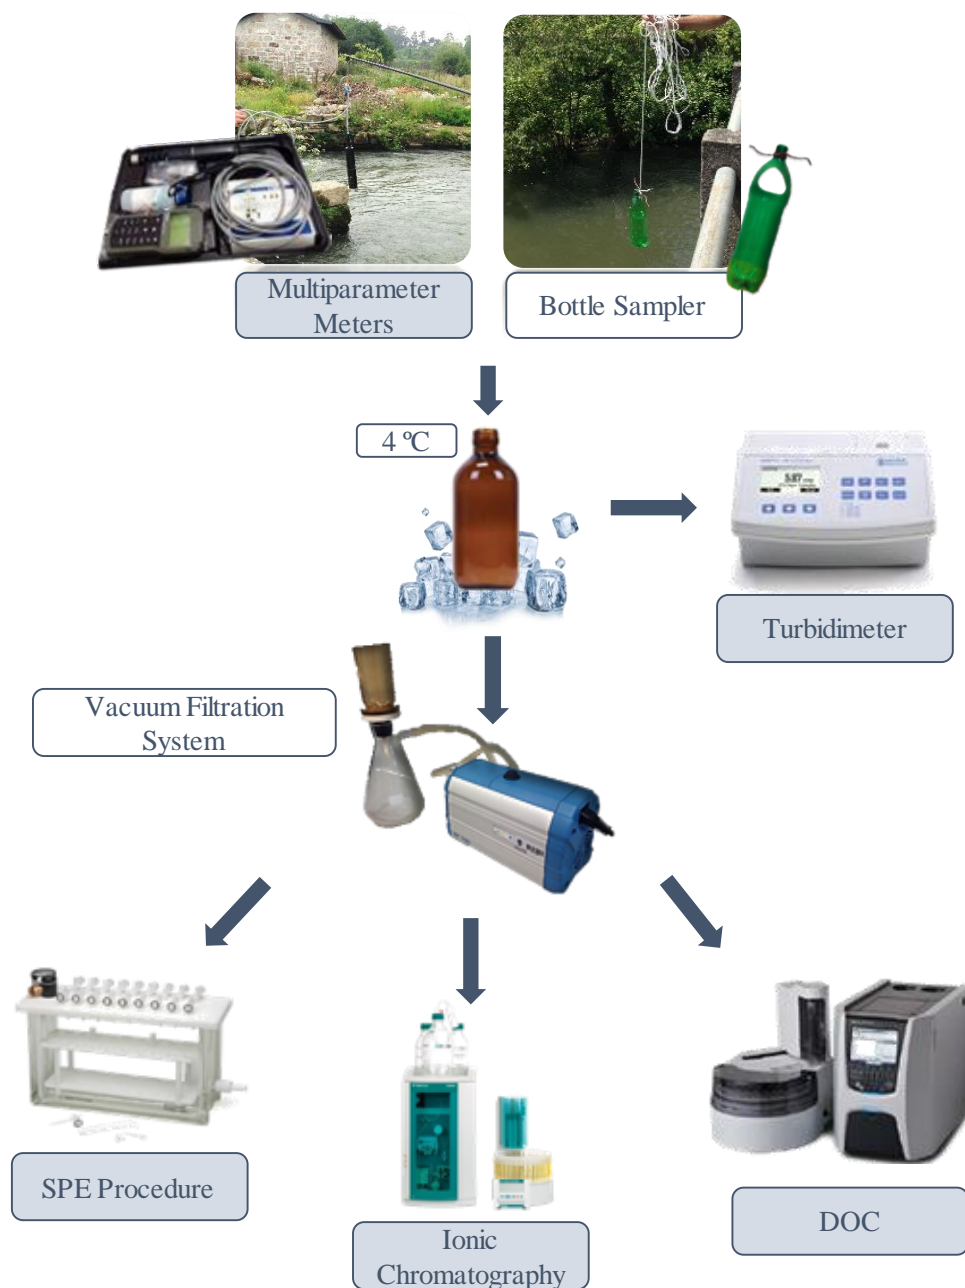 Multiparameter
Meters
Bottle Sampler
4 ºC
Turbidimeter
Vacuum Filtration
System
SPE Procedure
Ionic
Chromatography
DOC